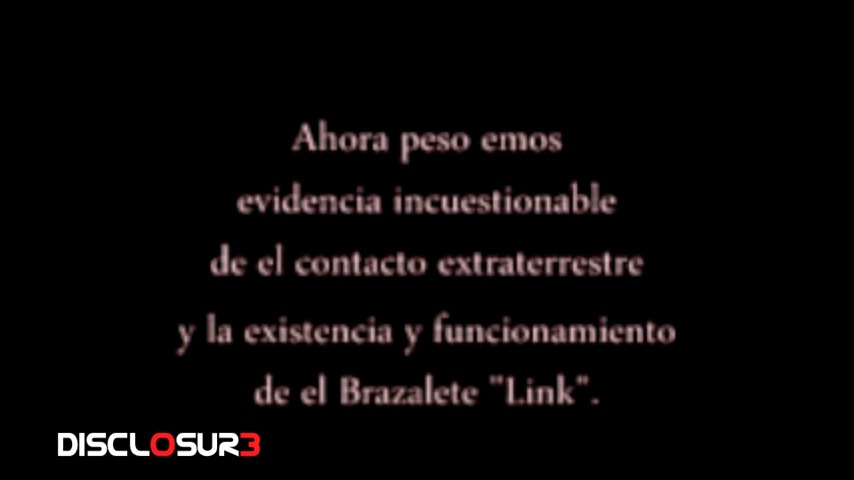 Ahora peso emos
evidencia incuestionable
de el contacto extraterrestre
y la existencia y funcionamiento
de el Brazalete "Link".
DISCLOSUR3